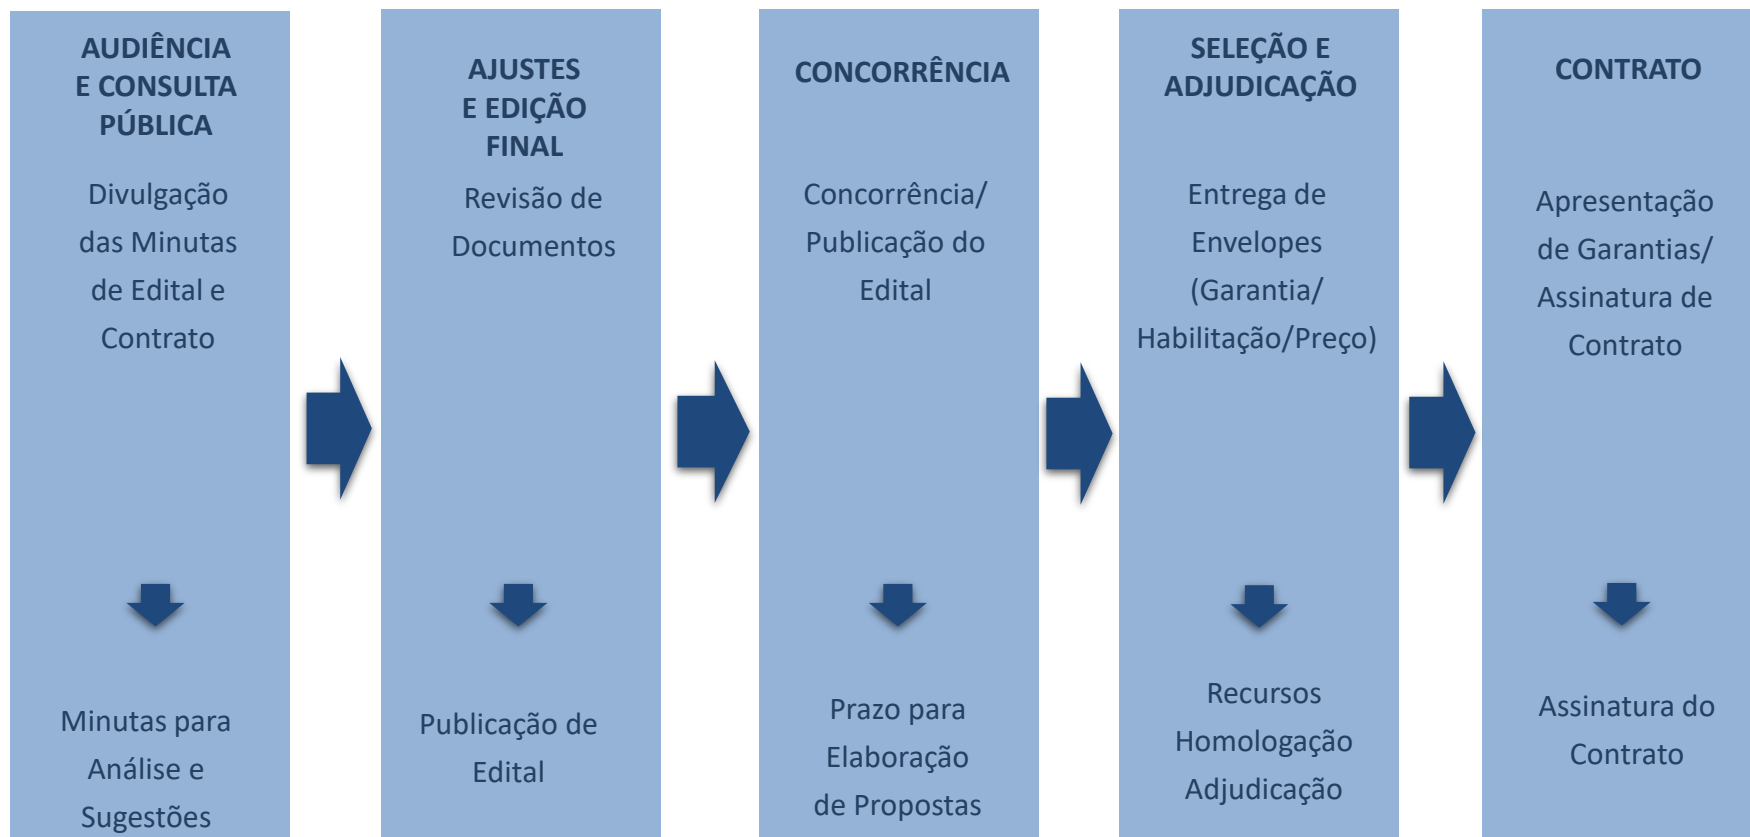 AUDIÊNCIA
E CONSULTA
PÚBLICA
Divulgação
das Minutas
de Edital e
Contrato
Minutas para
Análise e
Sugestões
AJUSTES
E EDIÇÃO
FINAL
Revisão de
Documentos
Publicação de
Edital
CONCORRÊNCIA
Concorrência/
Publicação do
Edital
Prazo para
Elaboração
de Propostas
SELEÇÃO E
ADJUDICAÇÃO
Entrega de
Envelopes
(Garantia/
Habilitação/Preço)
Recursos
Homologação
Adjudicação
CONTRATO
Apresentação
de Garantias/
Assinatura de
Contrato
Assinatura do
Contrato